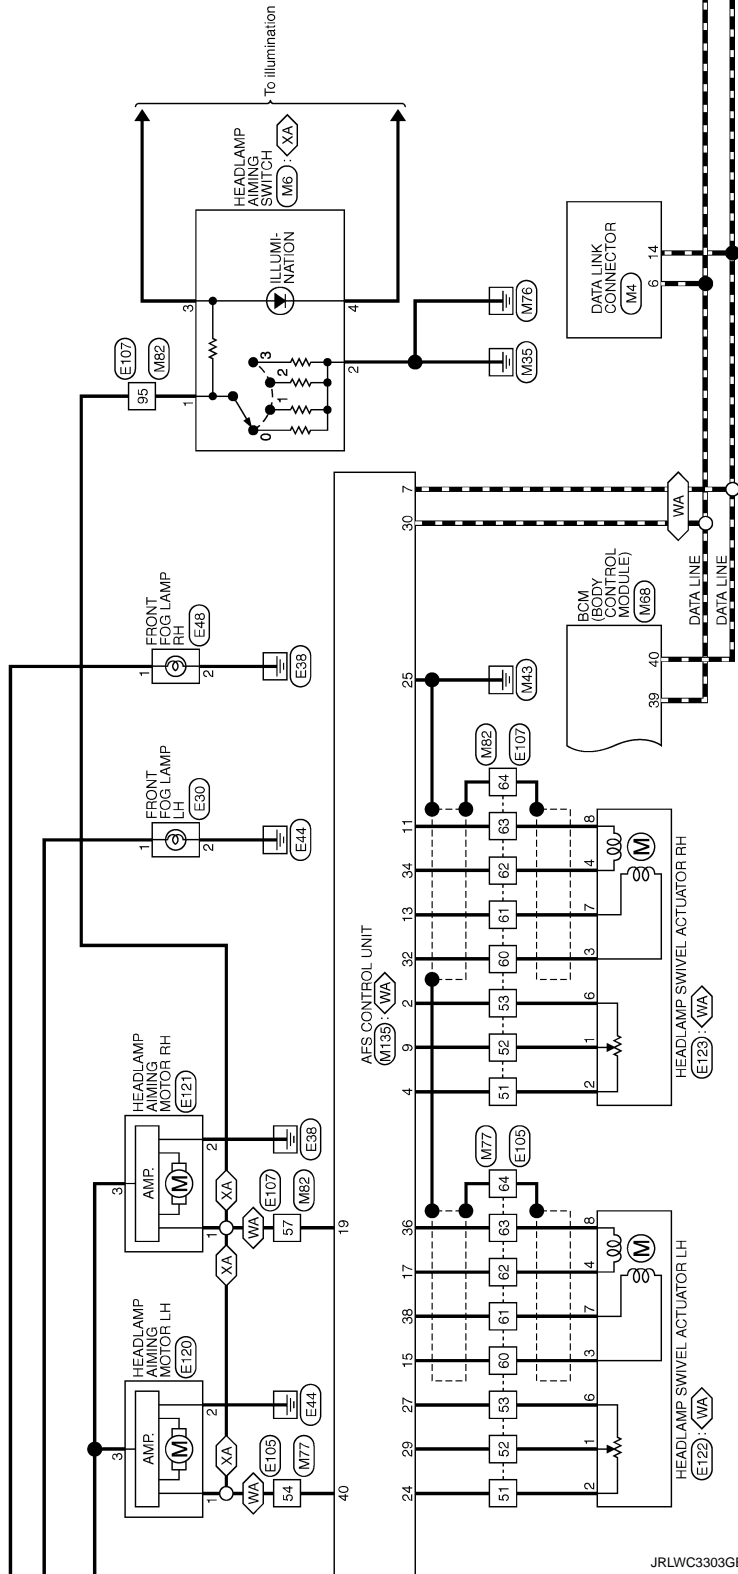 To illumination
HEADLAMP
AIMING
SWITCH
M6 : XA
ILLUMI-
NATION
3
4
1
2
0
1
2
3
95
E107
M82
M76
M35
DATA LINK
CONNECTOR
M4
6
14
7
30
WA
DATA LINE
DATA LINE
BCM
(BODY
CONTROL
MODULE)
M68
39
40
FRONT
FOG LAMP
RH
E48
1
2
E38
FRONT
FOG LAMP
LH
E30
1
2
E44
25
M43
M82
E107
64
11
63
8
34
62
4
13
61
7
32
60
3
2
53
6
9
52
1
4
51
2
M
HEADLAMP SWIVEL ACTUATOR RH
E123 : WA
AFS CONTROL UNIT
M135 : WA
HEADLAMP
AIMING
MOTOR RH
E121
3
AMP.
M
1
2
E38
XA
XA
WA
57
E107
M82
19
M77
E105
64
36
63
8
17
62
4
38
61
7
15
60
3
27
53
6
29
52
1
24
51
2
M
HEADLAMP SWIVEL ACTUATOR LH
E122 : WA
HEADLAMP
AIMING
MOTOR LH
E120
3
AMP.
M
1
2
E44
XA
WA
54
E105
M77
40